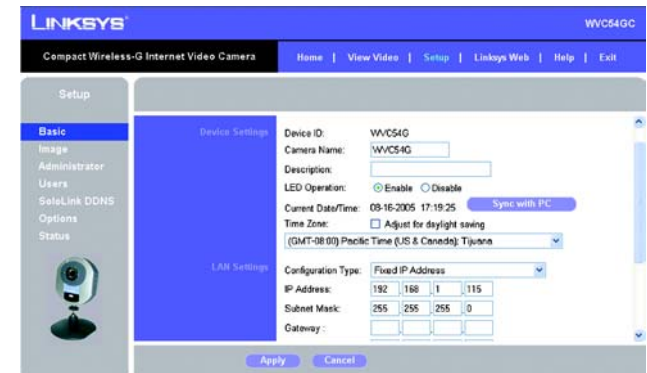 LINKSYS® WVC54GC
Compact Wireless-G Internet Video Camera Home | View Video | Setup | Linksys Web | Help | Exit
Setup
Basic
Image
Administrator
Users
SoloLink DDNS
Options
Status
Device Settings
Device ID: WVC54G
Camera Name: WVC54G
Description:
LED Operation: Enable Disable
Current Date/Time: 08-16-2005 17:19:25 Sync with PC
Time Zone: Adjust for daylight saving
(GMT-08:00) Pacific Time (US & Canada); Tijuana
LAN Settings
Configuration Type: Fixed IP Address
IP Address: 192 . 168 . 1 . 115
Subnet Mask: 255 . 255 . 255 . 0
Gateway : . . .
Apply Cancel